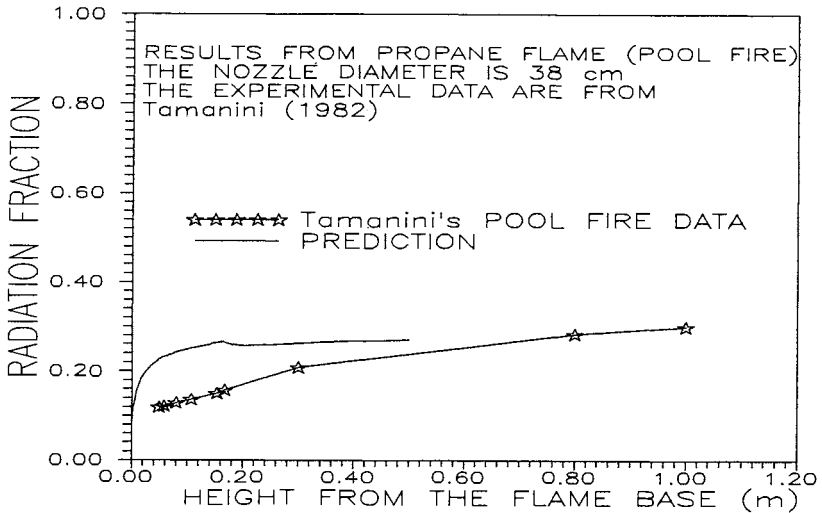 1.00
0.80
0.60
0.40
0.20
0.00
RADIATION FRACTION
RESULTS FROM PROPANE FLAME (POOL FIRE)
THE NOZZLE DIAMETER IS 38 cm
THE EXPERIMENTAL DATA ARE FROM
Tamanini (1982)
Tamanini's POOL FIRE DATA
PREDICTION
0.00 0.20 0.40 0.60 0.80 1.00 1.20
HEIGHT FROM THE FLAME BASE (m)